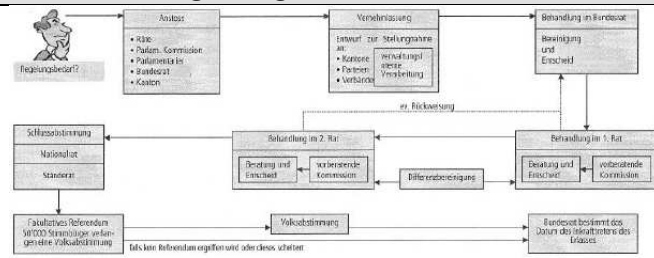 Anstoss
• Räte
• Parlam. Kommission
• Parlamentarier
• Bundesrat
• Kanton
Vernehmlassung
Entwurf zur Stellungnahme
an:
• Kantone
• Parteien
• Verbände
verwaltungsinterne
Verarbeitung
Behandlung im Bundesrat
Bereinigung
und
Entscheid
Regelungsbedarf?
ev. Rückweisung
Schlussabstimmung
Nationalrat
Ständerat
Behandlung im 2. Rat
Beratung und
Entscheid
vorberatende
Kommission
Differenzbereinigung
Behandlung im 1. Rat
Beratung und
Entscheid
vorberatende
Kommission
Fakultatives Referendum
50'000 Stimmbürger verlan-
gen eine Volksabstimmung
Volksabstimmung
falls kein Referendum ergriffen wird oder dieses scheitert
Bundesrat bestimmt das
Datum des Inkrafttretens des
Erlasses